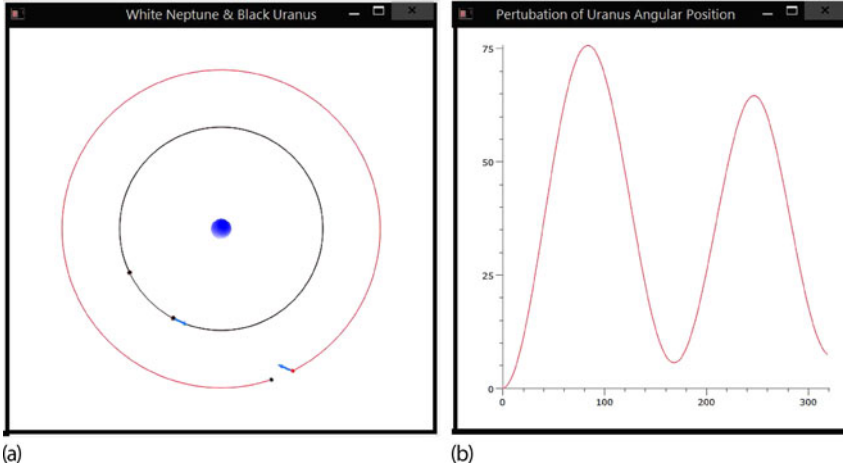 White Neptune & Black Uranus
Pertubation of Uranus Angular Position
75
50
25
0
0 100 200 300
(a)
(b)